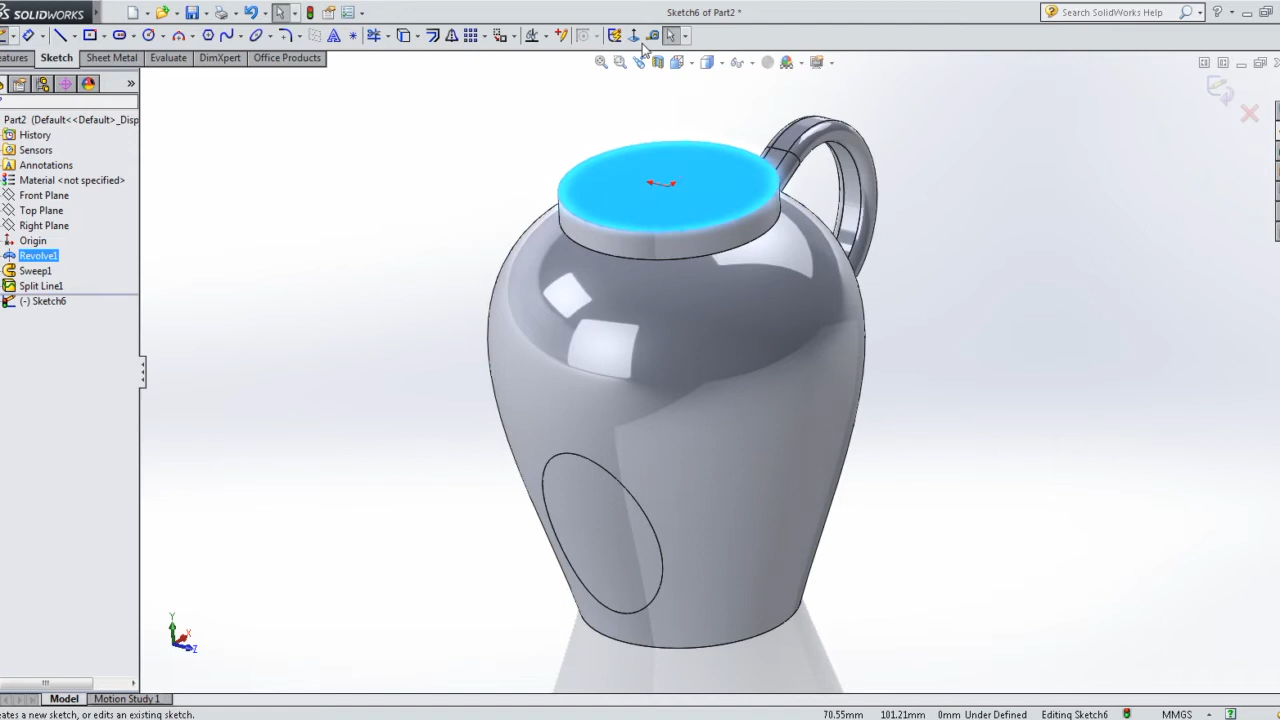 SOLIDWORKS
Sketch6 of Part2 *
Search SolidWorks Help
eatures
Sketch
Sheet Metal
Evaluate
DimXpert
Office Products
Part2 (Default<<Default>_Disp
History
Sensors
Annotations
Material <not specified>
Front Plane
Top Plane
Right Plane
Origin
Revolve1
Sweep1
Split Line1
(-) Sketch6
Y
X
Z
Model
Motion Study 1
eates a new sketch, or edits an existing sketch.
70.55mm
101.21mm
0mm
Under Defined
Editing Sketch6
MMGS